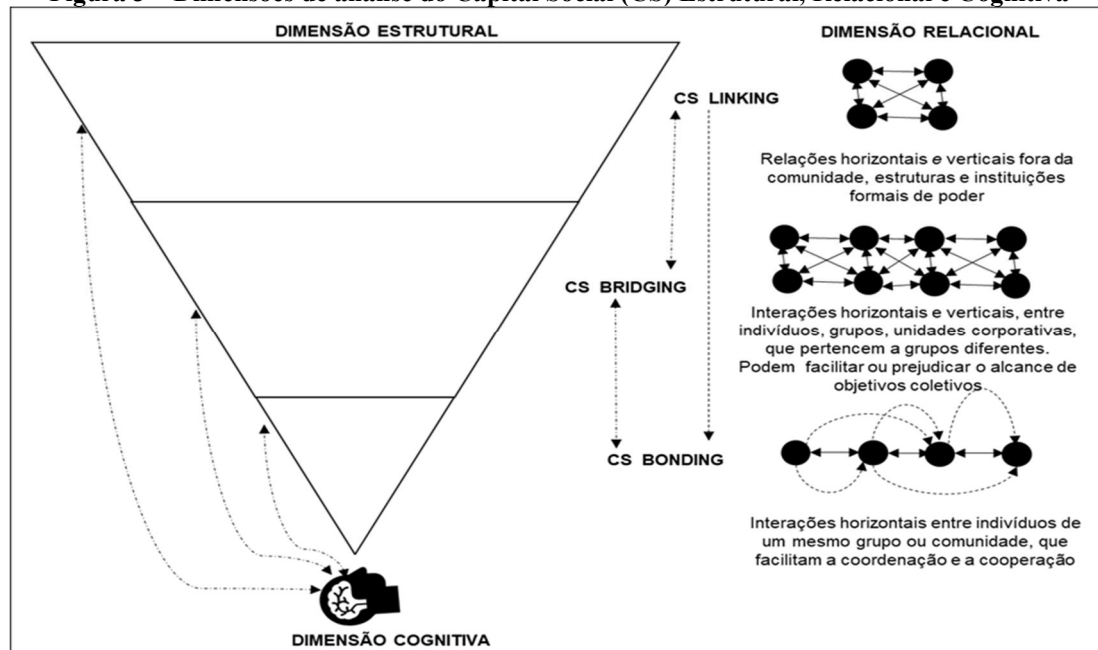 Dimensões de análise do Capital Social (CS) Estrutural, Relacional e Cognitiva
DIMENSÃO ESTRUTURAL
CS LINKING
CS BRIDGING
CS BONDING
DIMENSÃO COGNITIVA
DIMENSÃO RELACIONAL
Relações horizontais e verticais fora da
comunidade, estruturas e instituições
formais de poder
Interações horizontais e verticais, entre
indivíduos, grupos, unidades corporativas,
que pertencem a grupos diferentes.
Podem facilitar ou prejudicar o alcance de
objetivos coletivos
Interações horizontais entre indivíduos de
um mesmo grupo ou comunidade, que
facilitam a coordenação e a cooperação